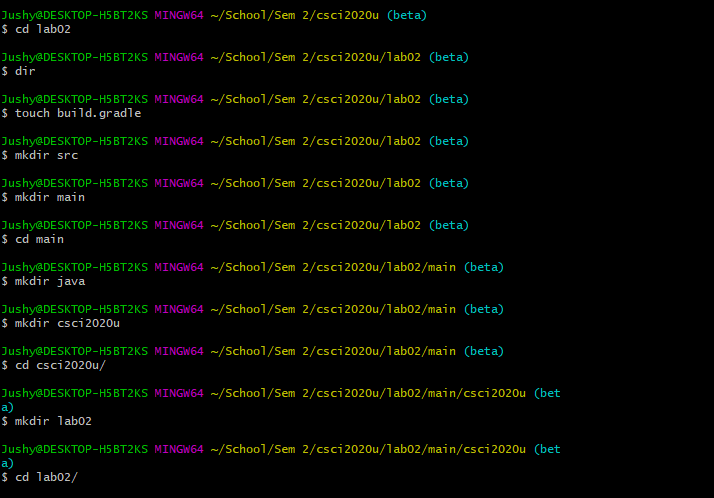 Jushy@DESKTOP-H5BT2KS MINGW64 ~/School/Sem 2/csci2020u (beta)
$ cd lab02
Jushy@DESKTOP-H5BT2KS MINGW64 ~/School/Sem 2/csci2020u/lab02 (beta)
$ dir
Jushy@DESKTOP-H5BT2KS MINGW64 ~/School/Sem 2/csci2020u/lab02 (beta)
$ touch build.gradle
Jushy@DESKTOP-H5BT2KS MINGW64 ~/School/Sem 2/csci2020u/lab02 (beta)
$ mkdir src
Jushy@DESKTOP-H5BT2KS MINGW64 ~/School/Sem 2/csci2020u/lab02 (beta)
$ mkdir main
Jushy@DESKTOP-H5BT2KS MINGW64 ~/School/Sem 2/csci2020u/lab02 (beta)
$ cd main
Jushy@DESKTOP-H5BT2KS MINGW64 ~/School/Sem 2/csci2020u/lab02/main (beta)
$ mkdir java
Jushy@DESKTOP-H5BT2KS MINGW64 ~/School/Sem 2/csci2020u/lab02/main (beta)
$ mkdir csci2020u
Jushy@DESKTOP-H5BT2KS MINGW64 ~/School/Sem 2/csci2020u/lab02/main (beta)
$ cd csci2020u/
Jushy@DESKTOP-H5BT2KS MINGW64 ~/School/Sem 2/csci2020u/lab02/main/csci2020u (bet
a)
$ mkdir lab02
Jushy@DESKTOP-H5BT2KS MINGW64 ~/School/Sem 2/csci2020u/lab02/main/csci2020u (bet
a)
$ cd lab02/